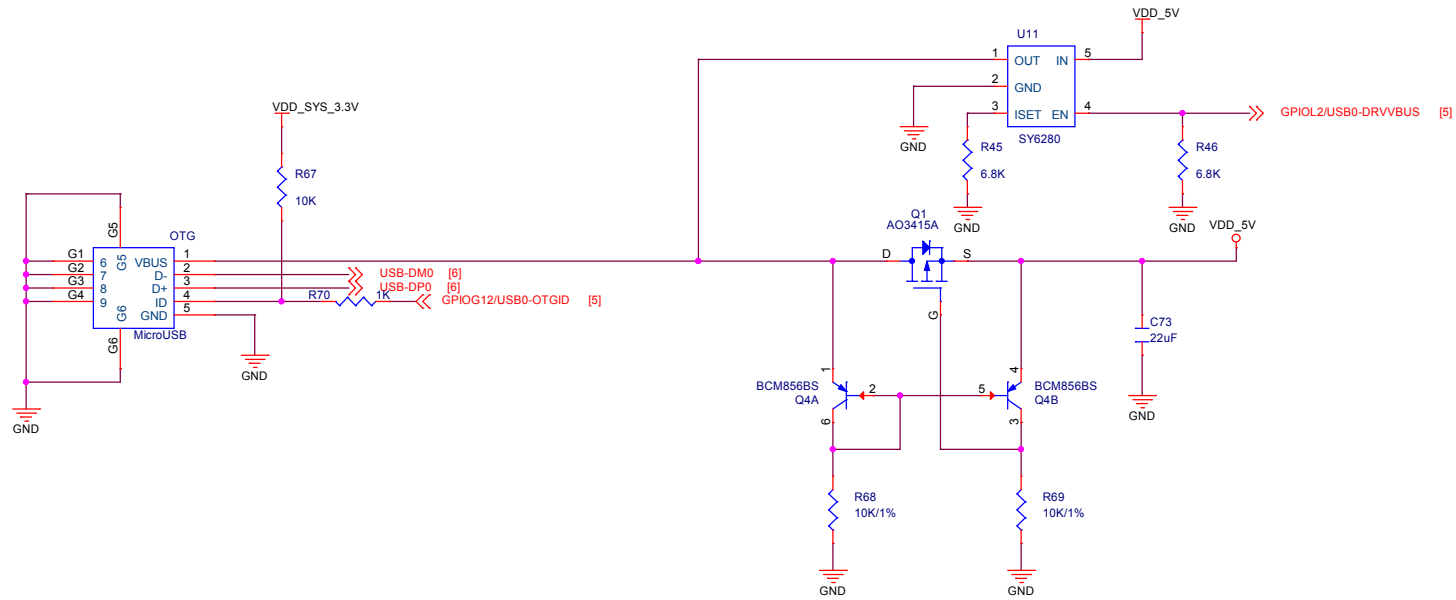 VDD_5V
U11
1 OUT IN 5
2 GND
3 ISET EN 4
SY6280
GND
GPIOL2/USB0-DRVVBUS [5]
R45
6.8K
GND
R46
6.8K
GND
VDD_SYS_3.3V
R67
10K
OTG
G5
G1 6 G5 VBUS 1
G2 7 D- 2
G3 8 D+ 3
G4 9 ID 4
G6 GND 5
G6
MicroUSB
USB-DM0 [6]
USB-DP0 [6]
R70 1K
GPIOG12/USB0-OTGID [5]
GND
GND
Q1
AO3415A
D S
G
VDD_5V
C73
22uF
GND
BCM856BS
Q4A
1
2
6
BCM856BS
Q4B
4
5
3
R68
10K/1%
GND
R69
10K/1%
GND